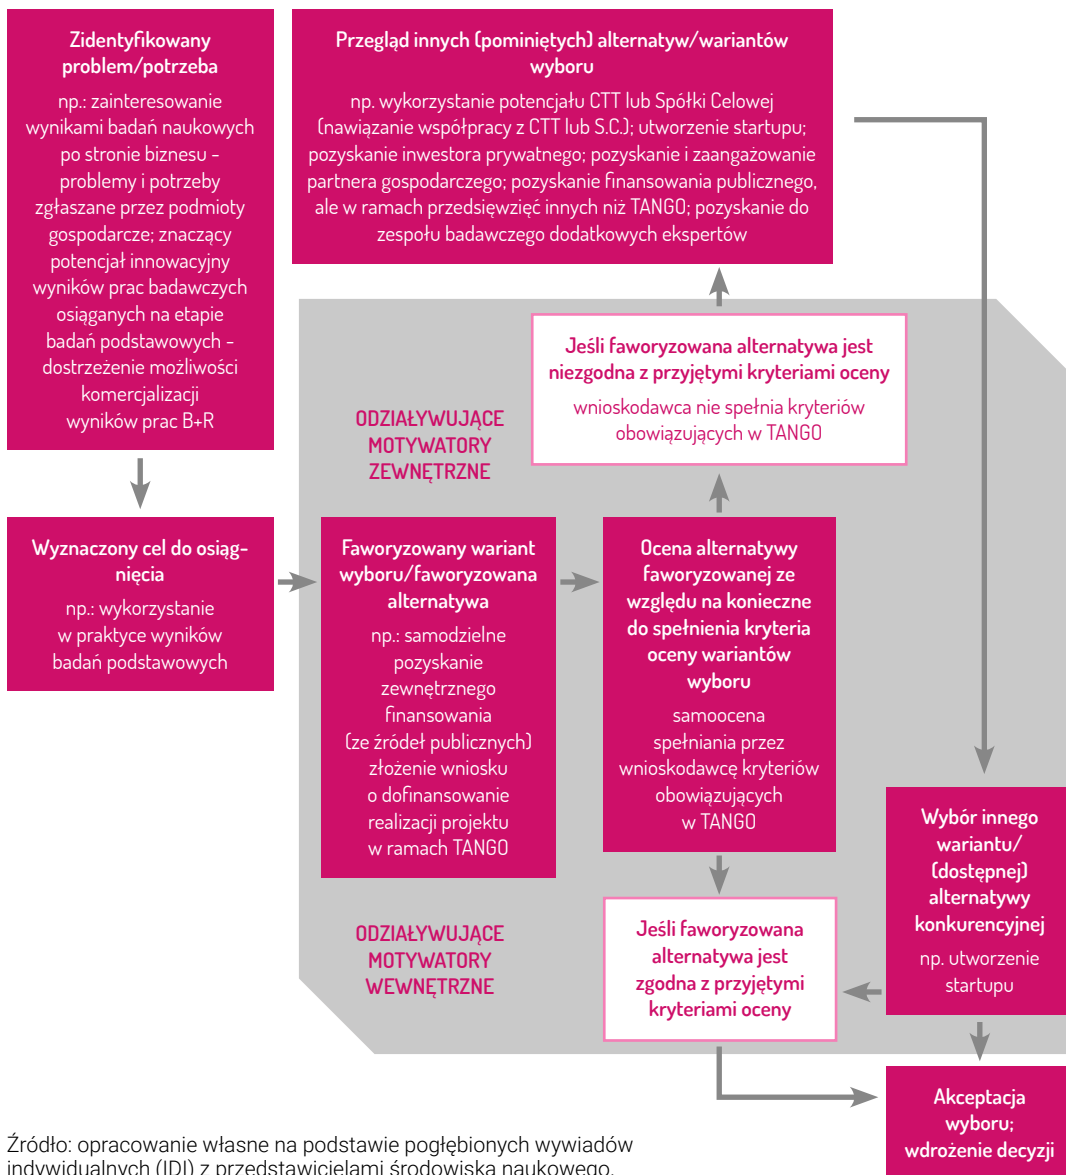 Zidentyfikowany
problem/potrzeba
np.: zainteresowanie
wynikami badań naukowych
po stronie biznesu -
problemy i potrzeby
zgłaszane przez podmioty
gospodarcze; znaczący
potencjał innowacyjny
wyników prac badawczych
osiąganych na etapie
badań podstawowych -
dostrzeżenie możliwości
komercjalizacji
wyników prac B+R
Przegląd innych (pominiętych) alternatyw/wariantów
wyboru
np. wykorzystanie potencjału CTT lub Spółki Celowej
(nawiązanie współpracy z CTT lub S.C.); utworzenie startupu;
pozyskanie inwestora prywatnego; pozyskanie i zaangażowanie
partnera gospodarczego; pozyskanie finansowania publicznego,
ale w ramach przedsięwzięć innych niż TANGO; pozyskanie do
zespołu badawczego dodatkowych ekspertów
Jeśli faworyzowana alternatywa jest
niezgodna z przyjętymi kryteriami oceny
wnioskodawca nie spełnia kryteriów
obowiązujących w TANGO
ODZIAŁYWUJĄCE
MOTYWATORY
ZEWNĘTRZNE
Wyznaczony cel do osiąg-
nięcia
np.: wykorzystanie
w praktyce wyników
badań podstawowych
Faworyzowany wariant
wyboru/faworyzowana
alternatywa
np.: samodzielne
pozyskanie
zewnętrznego
finansowania
(ze źródeł publicznych)
złożenie wniosku
o dofinansowanie
realizacji projektu
w ramach TANGO
Ocena alternatywy
faworyzowanej ze
względu na konieczne
do spełnienia kryteria
oceny wariantów
wyboru
samoocena
spełniania przez
wnioskodawcę kryteriów
obowiązujących
w TANGO
Wybór innego
wariantu/
(dostępnej)
alternatywy
konkurencyjnej
np. utworzenie
startupu
ODZIAŁYWUJĄCE
MOTYWATORY
WEWNĘTRZNE
Jeśli faworyzowana
alternatywa jest
zgodna z przyjętymi
kryteriami oceny
Akceptacja
wyboru;
wdrożenie decyzji
Źródło: opracowanie własne na podstawie pogłębionych wywiadów
indywidualnych (IDI) z przedstawicielami środowiska naukowego.